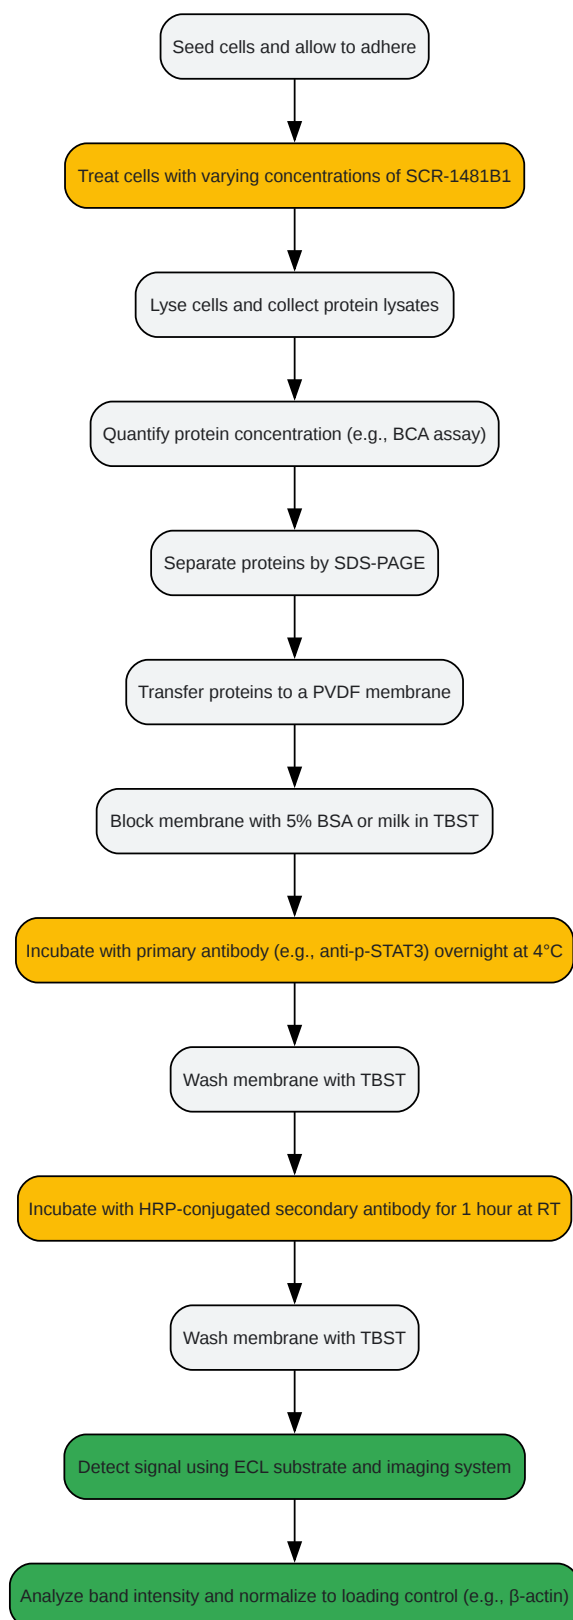 Seed cells and allow to adhere
Treat cells with varying concentrations of SCR-1481B1
Lyse cells and collect protein lysates
Quantify protein concentration (e.g., BCA assay)
Separate proteins by SDS-PAGE
Transfer proteins to a PVDF membrane
Block membrane with 5% BSA or milk in TBST
Incubate with primary antibody (e.g., anti-p-STAT3) overnight at 4°C
Wash membrane with TBST
Incubate with HRP-conjugated secondary antibody for 1 hour at RT
Wash membrane with TBST
Detect signal using ECL substrate and imaging system
Analyze band intensity and normalize to loading control (e.g., β-actin)